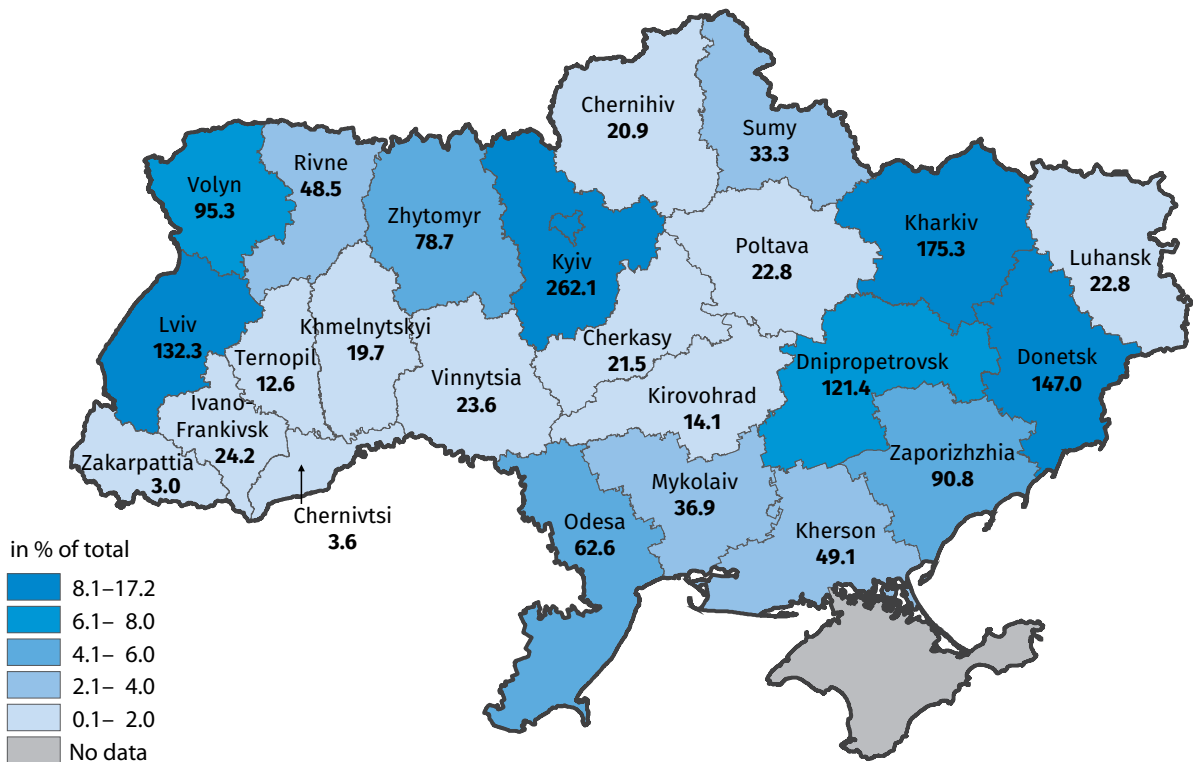 Chernihiv
20.9
Sumy
33.3
Rivne
48.5
Volyn
95.3
Zhytomyr
78.7
Kyiv
262.1
Poltava
22.8
Kharkiv
175.3
Luhansk
22.8
Lviv
132.3
Ternopil
12.6
Khmelnytskyi
19.7
Vinnytsia
23.6
Cherkasy
21.5
Kirovohrad
14.1
Dnipropetrovsk
121.4
Donetsk
147.0
Ivano-
Frankivsk
24.2
Zakarpattia
3.0
Chernivtsi
3.6
Odesa
62.6
Mykolaiv
36.9
Kherson
49.1
Zaporizhzhia
90.8
in % of total
8.1–17.2
6.1– 8.0
4.1– 6.0
2.1– 4.0
0.1– 2.0
No data